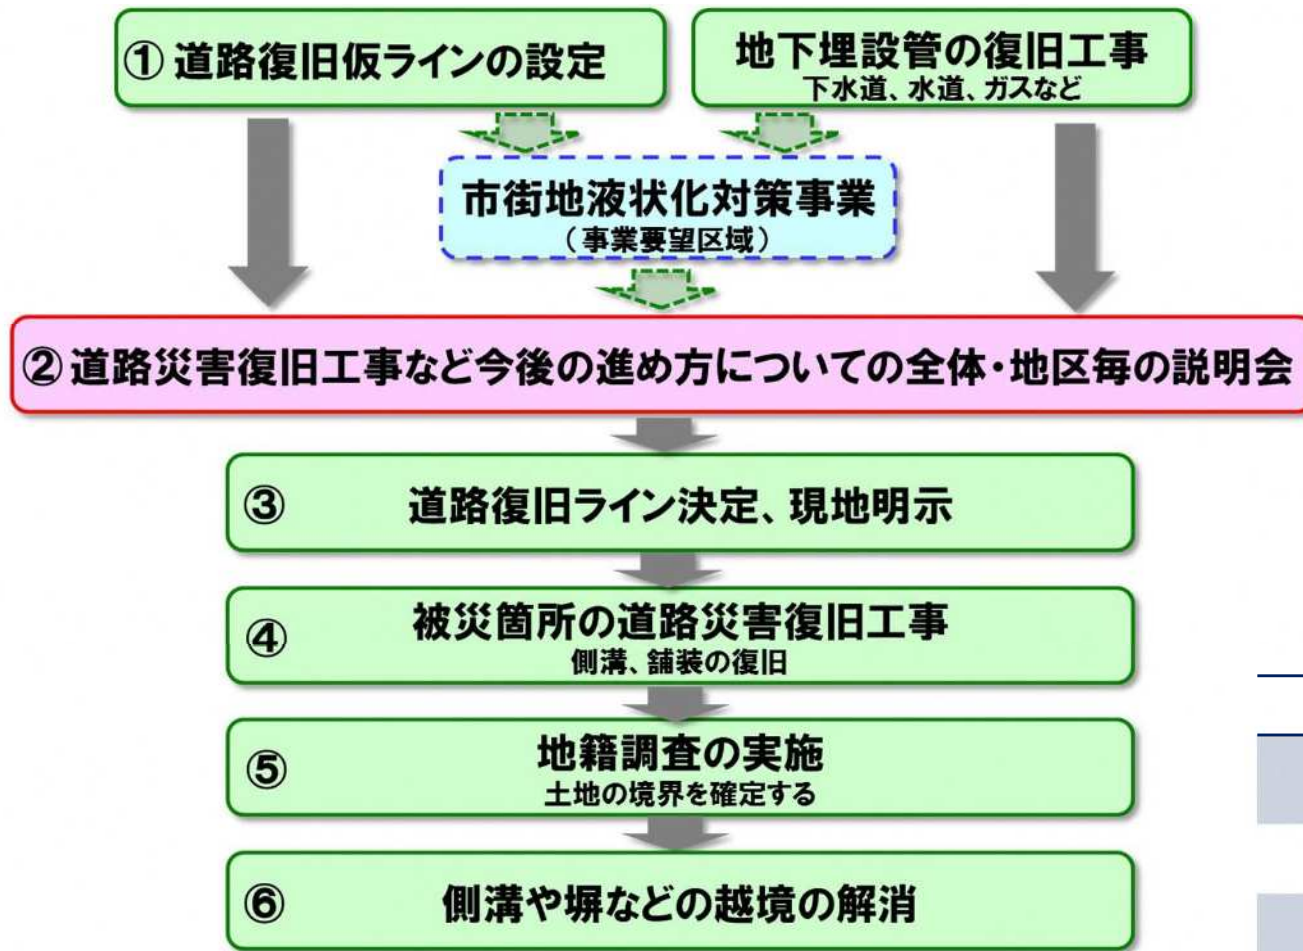 ① 道路復旧仮ラインの設定
地下埋設管の復旧工事
下水道、水道、ガスなど
市街地液状化対策事業
（事業要望区域）
② 道路災害復旧工事など今後の進め方についての全体・地区毎の説明会
③ 道路復旧ライン決定、現地明示
④ 被災箇所の道路災害復旧工事
側溝、舗装の復旧
⑤ 地籍調査の実施
土地の境界を確定する
⑥ 側溝や塀などの越境の解消